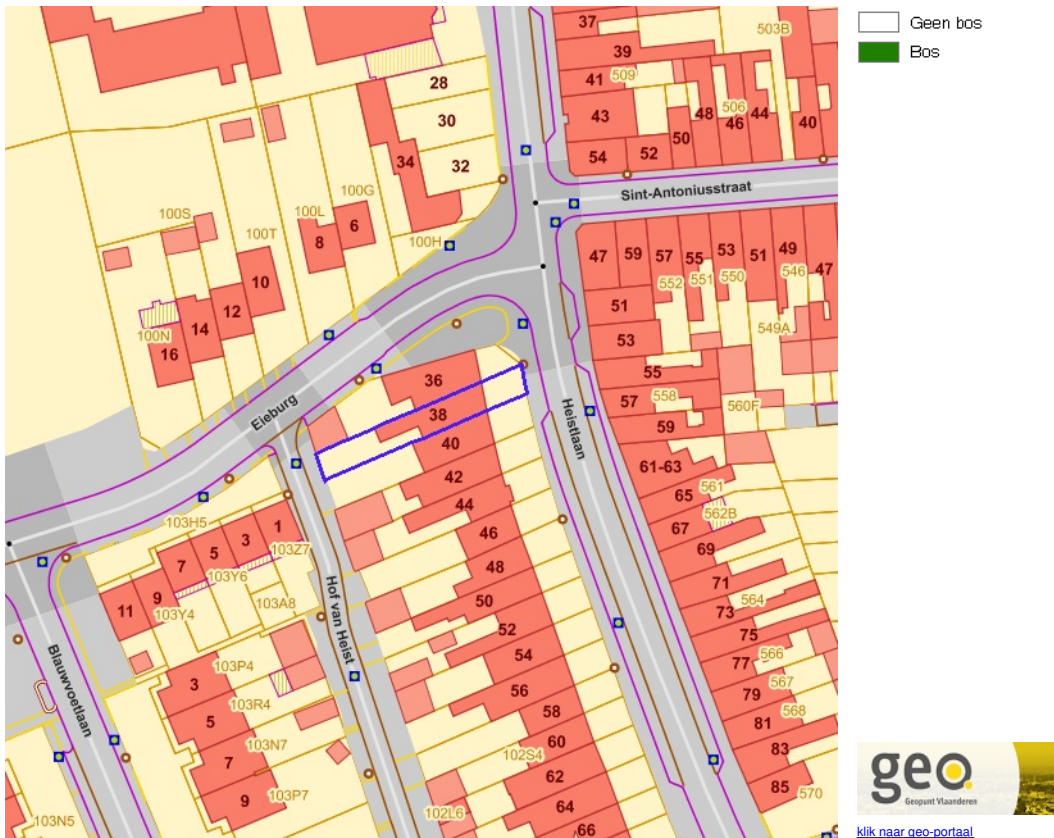 Geen bos
Bos
37
503B
39
41
509
28
43
48
506
46
44
40
30
50
34
32
54
52
Sint-Antoniusstraat
100G
100S
100L
6
100T
8
100H
47
59
57
55
53
51
49
546
47
552
551
550
10
51
12
14
100N
16
53
549A
36
55
558
57
560F
38
59
Eieburg
Heistlaan
40
42
61-63
65
561
44
562B
67
46
69
103H5
1
3
5
7
103Z7
103Y6
48
71
564
9
11
103Y4
103A8
50
73
Hof van Heist
52
75
566
54
77
567
103P4
3
Blauwvoetlaan
56
79
568
103R4
5
58
81
103N7
60
102S4
83
7
62
85
570
9
103P7
64
102L6
66
103N5
geo.
Geopunt Vlaanderen
klik naar geo-portaal